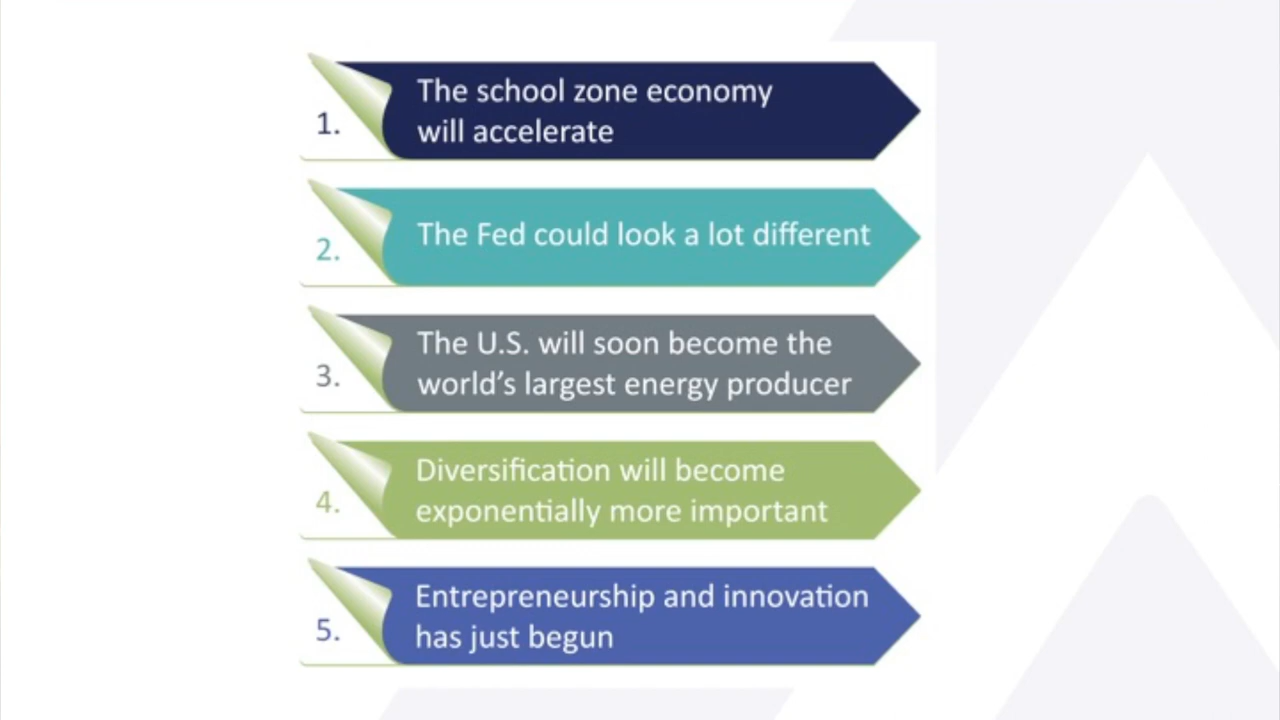 1.
The school zone economy
will accelerate
2.
The Fed could look a lot different
3.
The U.S. will soon become the
world’s largest energy producer
4.
Diversification will become
exponentially more important
5.
Entrepreneurship and innovation
has just begun